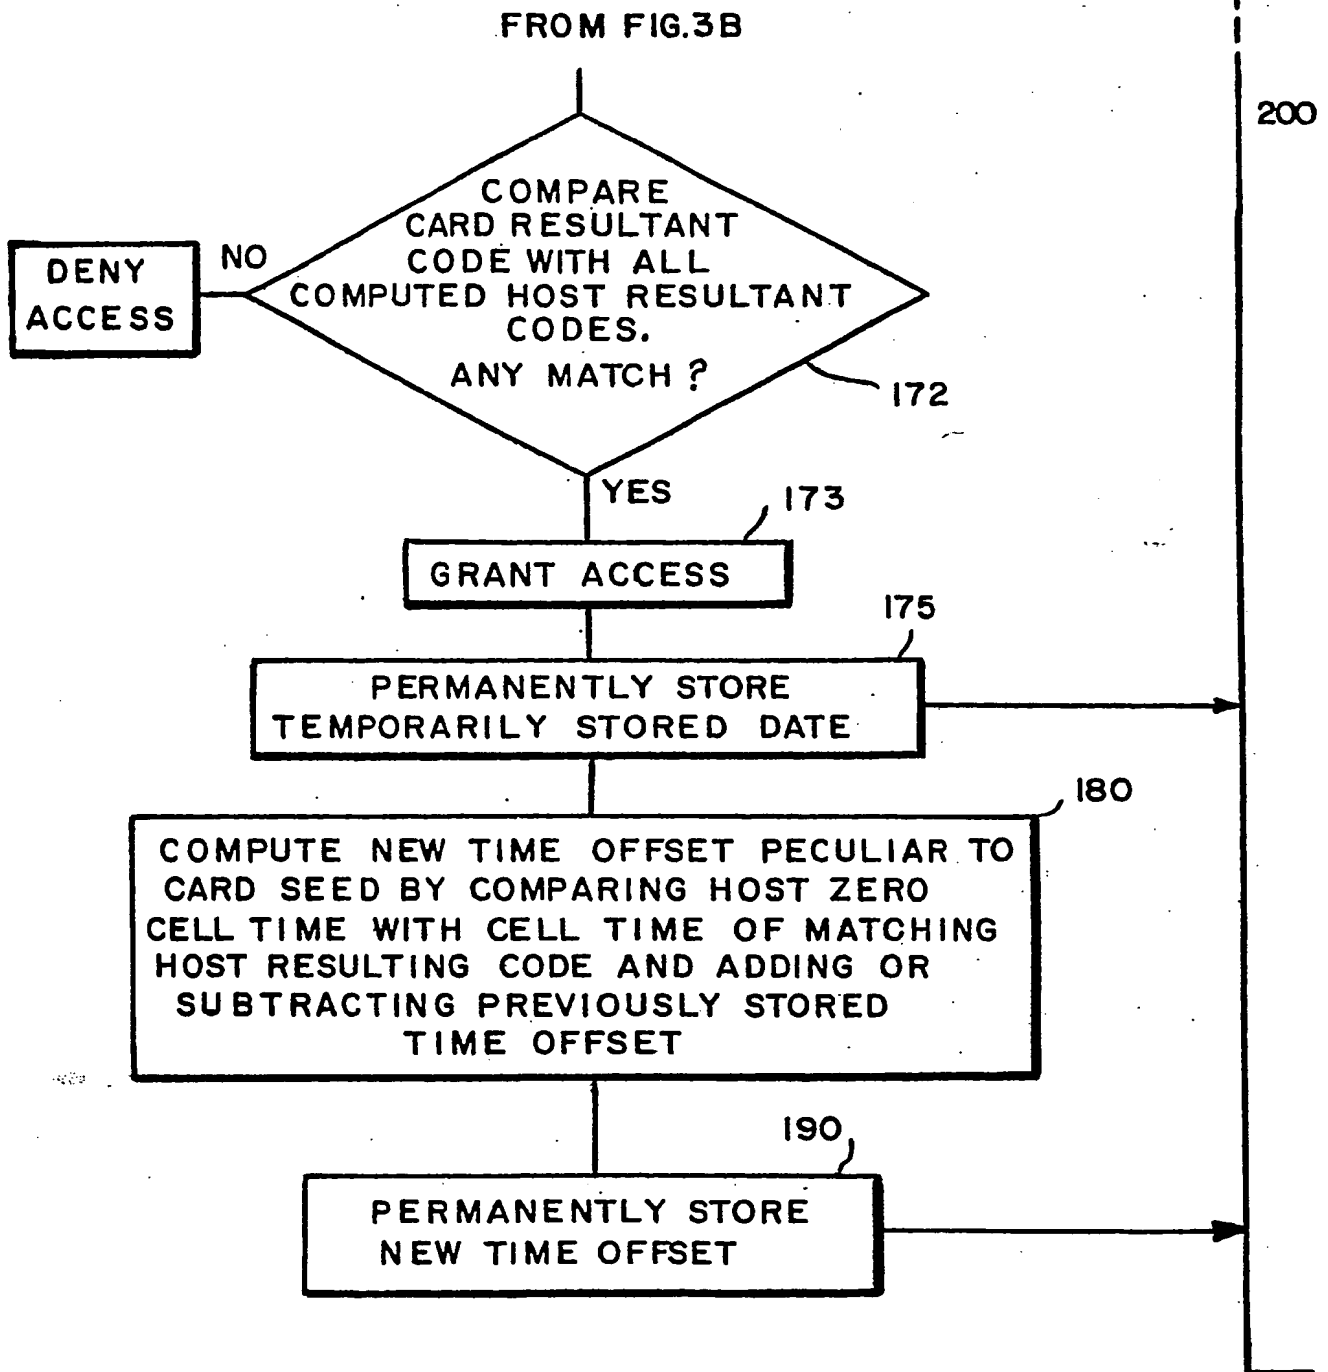 FROM FIG.3B
200
COMPARE
CARD RESULTANT
CODE WITH ALL
COMPUTED HOST RESULTANT
CODES.
ANY MATCH?
NO
DENY
ACCESS
172
YES
173
GRANT ACCESS
175
PERMANENTLY STORE
TEMPORARILY STORED DATE
180
COMPUTE NEW TIME OFFSET PECULIAR TO
CARD SEED BY COMPARING HOST ZERO
CELL TIME WITH CELL TIME OF MATCHING
HOST RESULTING CODE AND ADDING OR
SUBTRACTING PREVIOUSLY STORED
TIME OFFSET
190
PERMANENTLY STORE
NEW TIME OFFSET